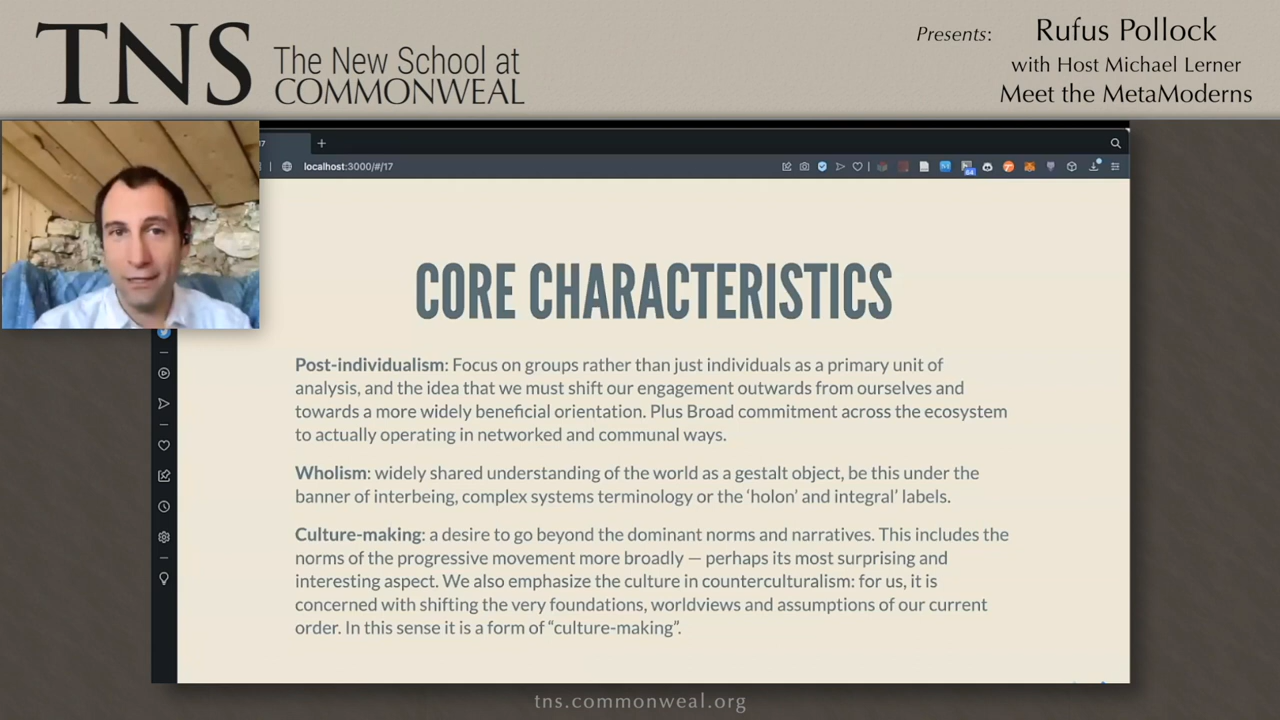 TNS
The New School at
COMMONWEAL
Presents: Rufus Pollock
with Host Michael Lerner
Meet the MetaModerns
17
localhost:3000/#/17
64
CORE CHARACTERISTICS
Post-individualism: Focus on groups rather than just individuals as a primary unit of
analysis, and the idea that we must shift our engagement outwards from ourselves and
towards a more widely beneficial orientation. Plus Broad commitment across the ecosystem
to actually operating in networked and communal ways.
Wholism: widely shared understanding of the world as a gestalt object, be this under the
banner of interbeing, complex systems terminology or the ‘holon’ and integral’ labels.
Culture-making: a desire to go beyond the dominant norms and narratives. This includes the
norms of the progressive movement more broadly — perhaps its most surprising and
interesting aspect. We also emphasize the culture in counterculturalism: for us, it is
concerned with shifting the very foundations, worldviews and assumptions of our current
order. In this sense it is a form of “culture-making”.
tns.commonweal.org